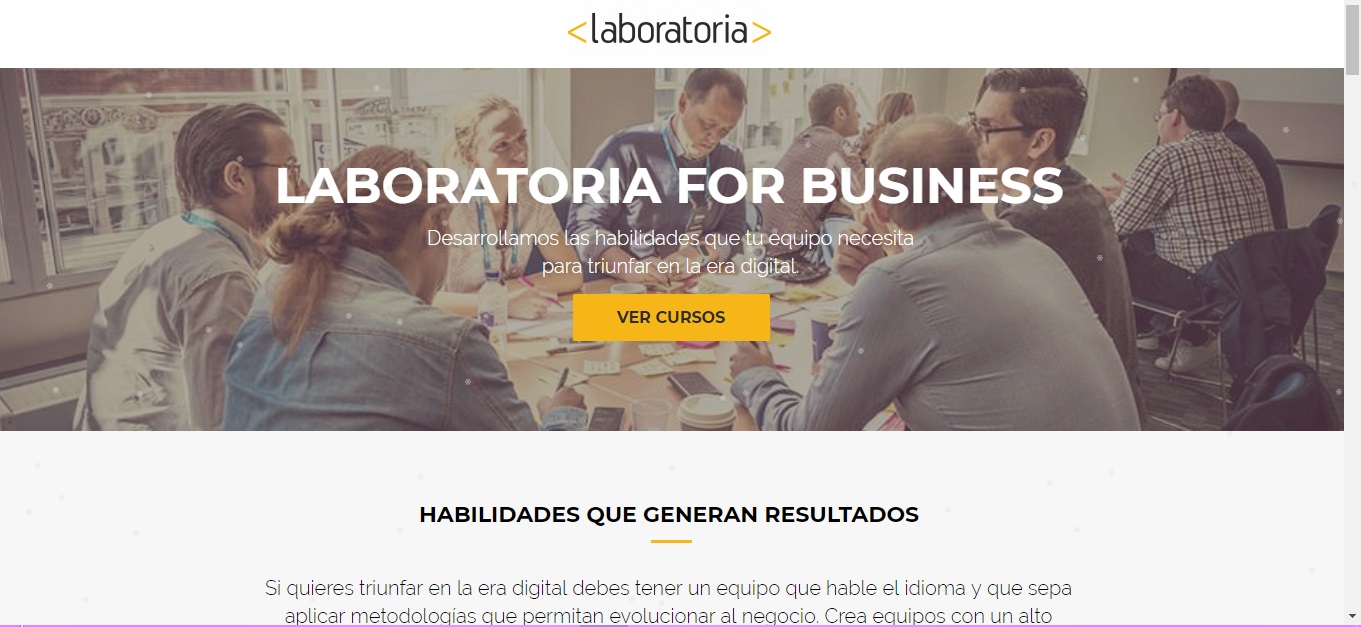 <laboratoria>
LABORATORIA FOR BUSINESS
Desarrollamos las habilidades que tu equipo necesita
para triunfar en la era digital.
VER CURSOS
HABILIDADES QUE GENERAN RESULTADOS
Si quieres triunfar en la era digital debes tener un equipo que hable el idioma y que sepa
aplicar metodologías que permitan evolucionar al negocio. Crea equipos con un alto